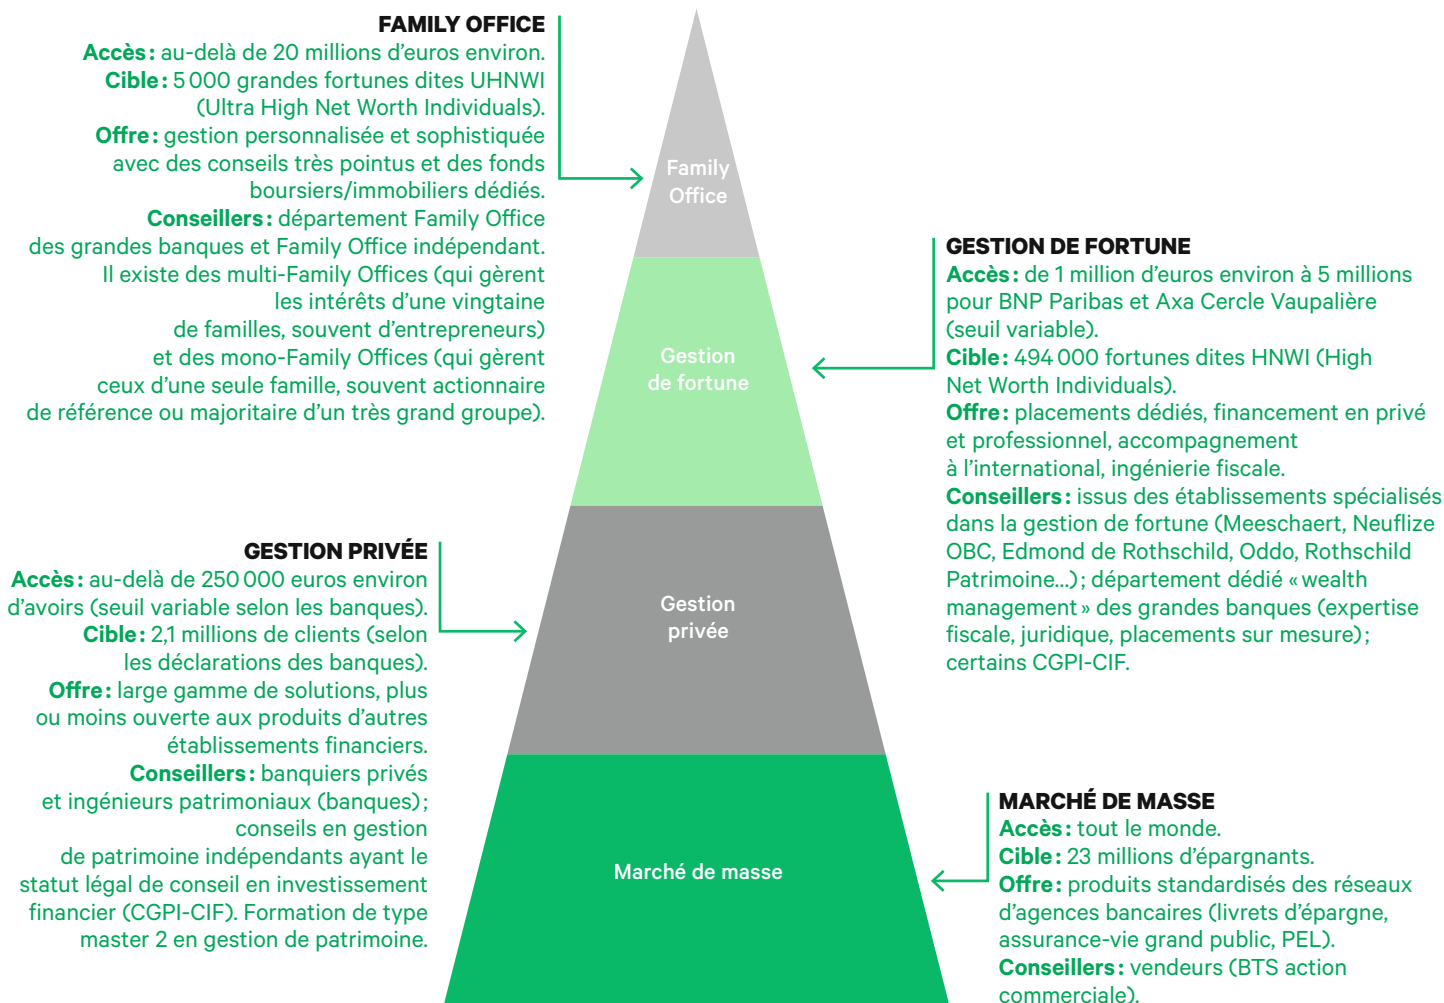 FAMILY OFFICE
Accès : au-delà de 20 millions d’euros environ.
Cible : 5 000 grandes fortunes dites UHNWI
(Ultra High Net Worth Individuals).
Offre : gestion personnalisée et sophistiquée
avec des conseils très pointus et des fonds
boursiers/immobiliers dédiés.
Conseillers : département Family Office
des grandes banques et Family Office indépendant.
Il existe des multi-Family Offices (qui gèrent
les intérêts d’une vingtaine
de familles, souvent d’entrepreneurs)
et des mono-Family Offices (qui gèrent
ceux d’une seule famille, souvent actionnaire
de référence ou majoritaire d’un très grand groupe).
Family
Office
GESTION DE FORTUNE
Accès : de 1 million d’euros environ à 5 millions
pour BNP Paribas et Axa Cercle Vaupalière
(seuil variable).
Cible : 494 000 fortunes dites HNWI (High
Net Worth Individuals).
Offre : placements dédiés, financement en privé
et professionnel, accompagnement
à l’international, ingénierie fiscale.
Conseillers : issus des établissements spécialisés
dans la gestion de fortune (Meeschaert, Neuflize
OBC, Edmond de Rothschild, Oddo, Rothschild
Patrimoine...) ; département dédié « wealth
management » des grandes banques (expertise
fiscale, juridique, placements sur mesure) ;
certains CGPI-CIF.
Gestion
de fortune
GESTION PRIVÉE
Accès : au-delà de 250 000 euros environ
d’avoirs (seuil variable selon les banques).
Cible : 2,1 millions de clients (selon
les déclarations des banques).
Offre : large gamme de solutions, plus
ou moins ouverte aux produits d’autres
établissements financiers.
Conseillers : banquiers privés
et ingénieurs patrimoniaux (banques) ;
conseils en gestion
de patrimoine indépendants ayant le
statut légal de conseil en investissement
financier (CGPI-CIF). Formation de type
master 2 en gestion de patrimoine.
Gestion
privée
MARCHÉ DE MASSE
Accès : tout le monde.
Cible : 23 millions d’épargnants.
Offre : produits standardisés des réseaux
d’agences bancaires (livrets d’épargne,
assurance-vie grand public, PEL).
Conseillers : vendeurs (BTS action
commerciale).
Marché de masse